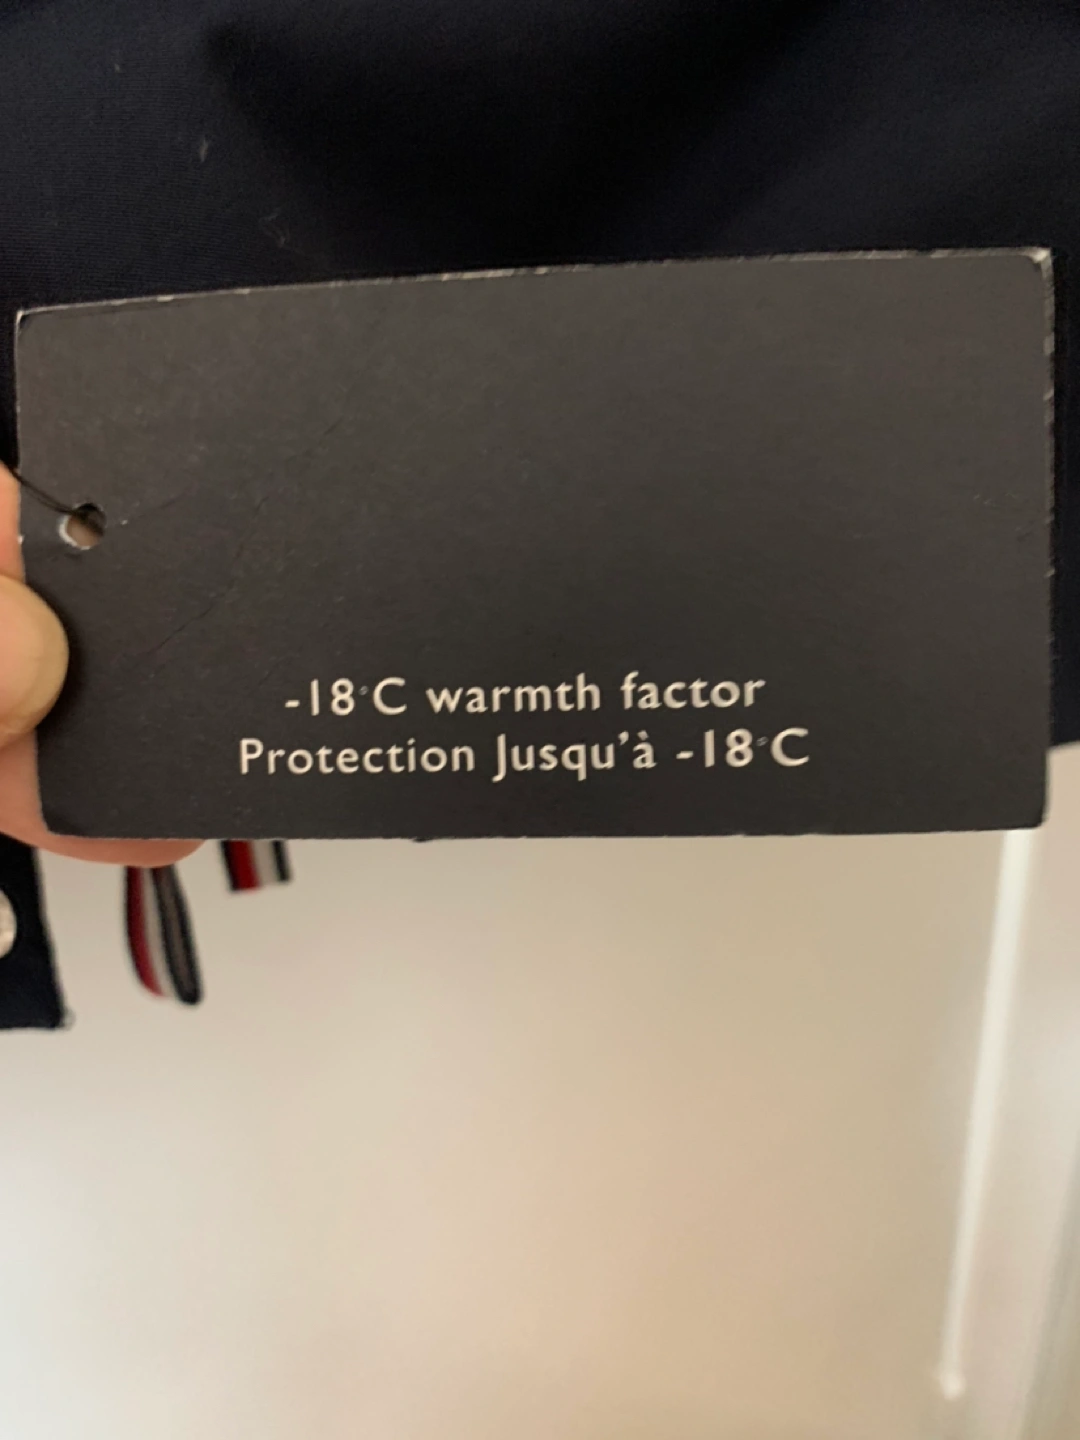 -18°C warmth factor
Protection Jusqu'à -18°C